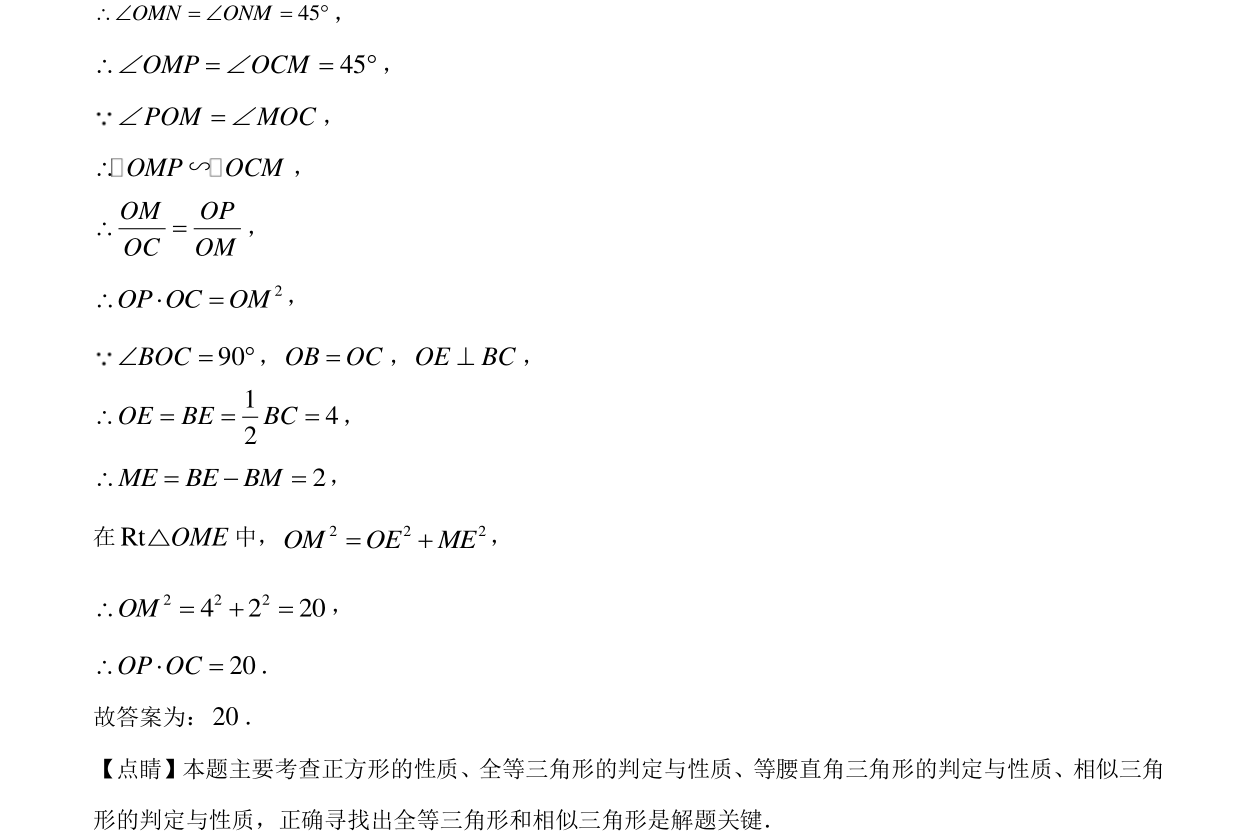 ∴∠OMN = ∠ONM = 45°，
∴∠OMP = ∠OCM = 45°，
∵∠POM = ∠MOC，
∴□OMP∽□OCM，
∴OM/OC = OP/OM，
∴OP·OC = OM²，
∵∠BOC = 90°，OB = OC，OE ⊥ BC，
∴OE = BE = 1/2 BC = 4，
∴ME = BE − BM = 2，
在Rt△OME中，OM² = OE² + ME²，
∴OM² = 4² + 2² = 20，
∴OP·OC = 20．
故答案为：20．
【点睛】本题主要考查正方形的性质、全等三角形的判定与性质、等腰直角三角形的判定与性质、相似三角
形的判定与性质，正确寻找出全等三角形和相似三角形是解题关键．